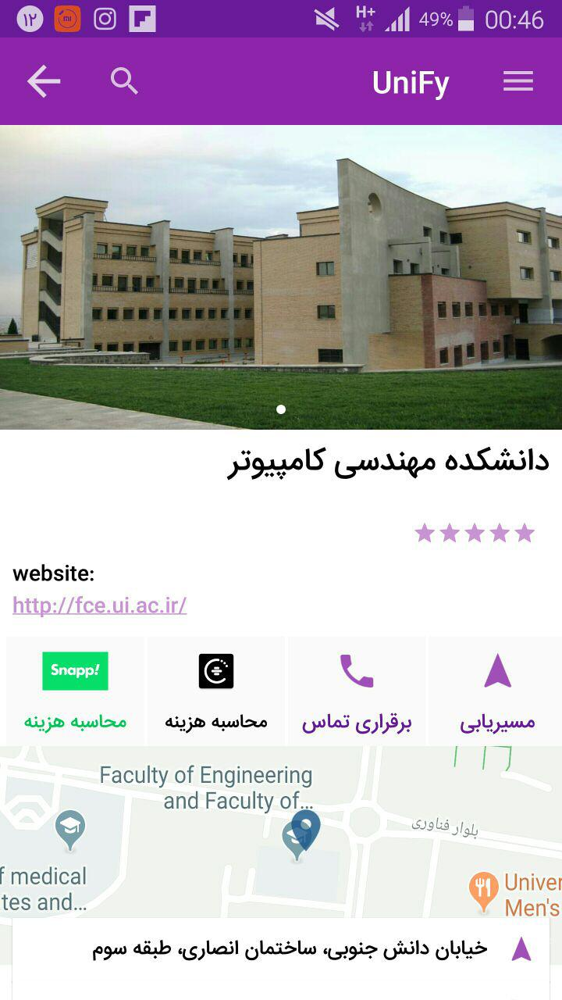 ۱۲
mi
H+
49%
00:46
UniFy
دانشکده مهندسی کامپیوتر
website:
http://fce.ui.ac.ir/
Snapp!
محاسبه هزینه
محاسبه هزینه
برقراری تماس
مسیریابی
Faculty of Engineering
and Faculty of...
بلوار فناوری
f medical
tes and...
Univer
Men's
خیابان دانش جنوبی، ساختمان انصاری، طبقه سوم